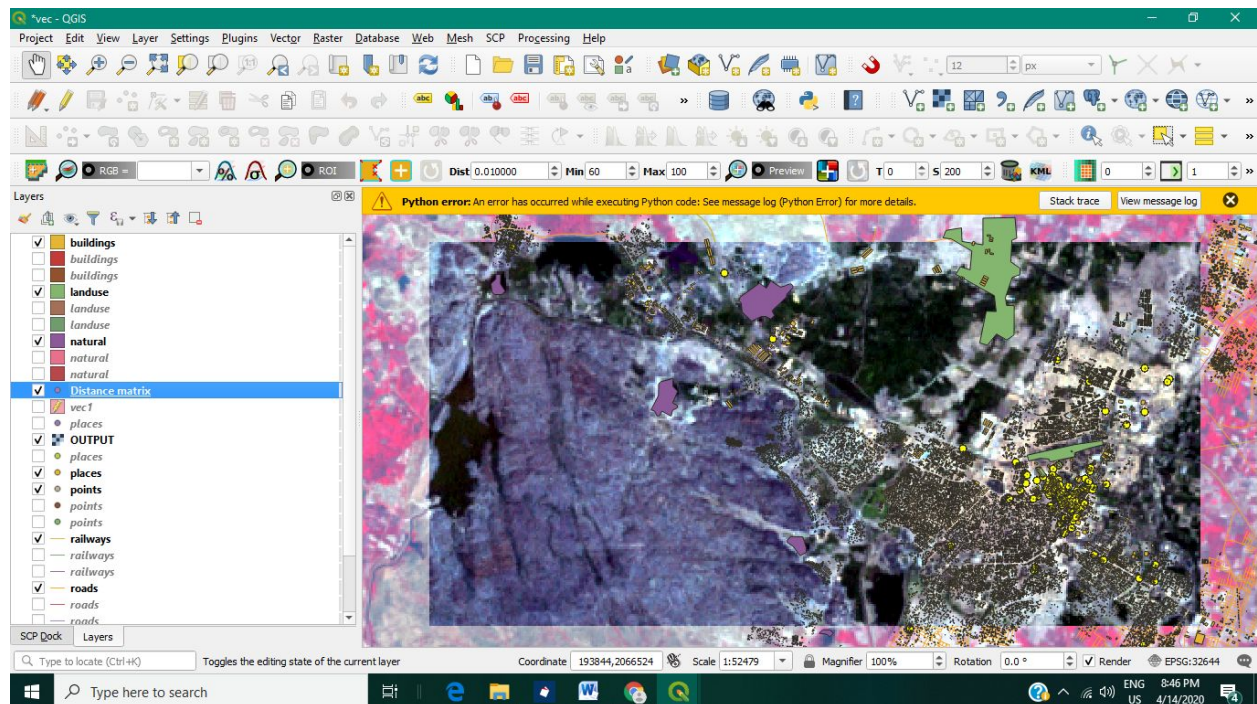 *vec - QGIS
Project Edit View Layer Settings Plugins Vector Raster Database Web Mesh SCP Processing Help
12 px
abc abc abc
RGB = ROI Dist 0.010000 Min 60 Max 100 Preview T 0 S 200 KML 0 1
Layers
Python error: An error has occurred while executing Python code: See message log (Python Error) for more details. Stack trace View message log
buildings
buildings
buildings
landuse
landuse
landuse
natural
natural
natural
Distance matrix
vec1
places
OUTPUT
places
places
points
points
points
railways
railways
railways
roads
roads
roads
SCP Dock Layers
Type to locate (Ctrl+K) Toggles the editing state of the current layer Coordinate 193844,2066524 Scale 1:52479 Magnifier 100% Rotation 0.0 ° Render EPSG:32644
Type here to search ENG 8:46 PM
US 4/14/2020 4